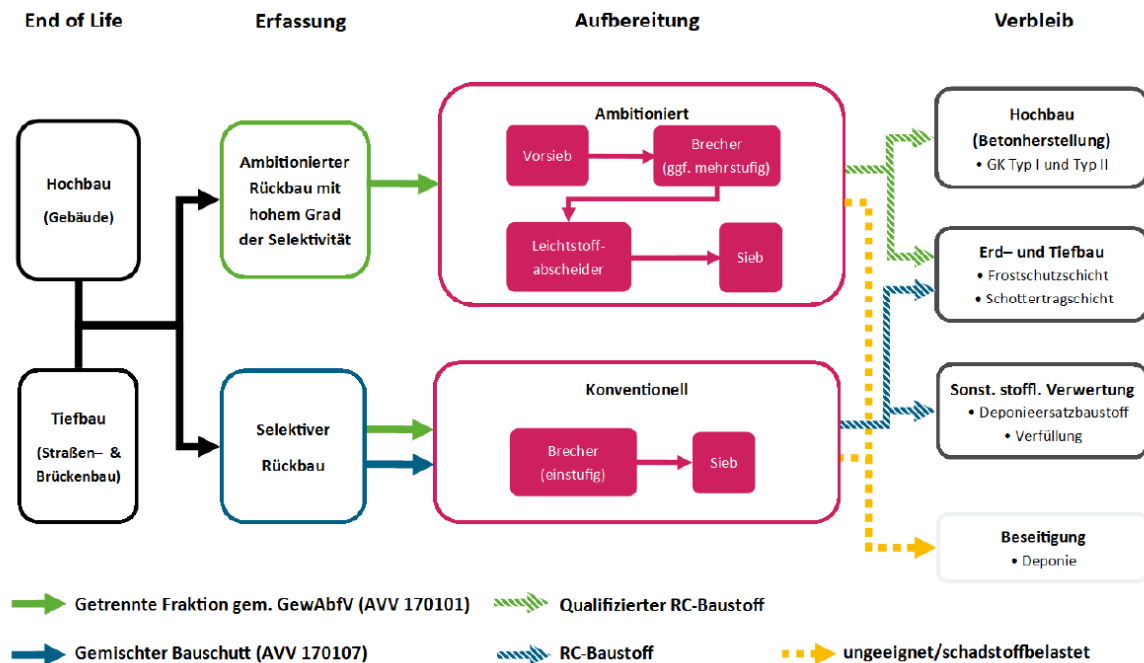 End of Life
Erfassung
Aufbereitung
Verbleib
Hochbau
(Gebäude)
Tiefbau
(Straßen– &
Brückenbau)
Ambitionierter
Rückbau mit
hohem Grad
der Selektivität
Selektiver
Rückbau
Ambitioniert
Vorsieb
Brecher
(ggf. mehrstufig)
Leichtstoff-
abscheider
Sieb
Konventionell
Brecher
(einstufig)
Sieb
Hochbau
(Betonherstellung)
• GK Typ I und Typ II
Erd– und Tiefbau
• Frostschutzschicht
• Schottertragschicht
Sonst. stoffl. Verwertung
• Deponieersatzbaustoff
• Verfüllung
Beseitigung
• Deponie
Getrennte Fraktion gem. GewAbfV (AVV 170101)
Qualifizierter RC-Baustoff
Gemischter Bauschutt (AVV 170107)
RC-Baustoff
ungeeignet/schadstoffbelastet